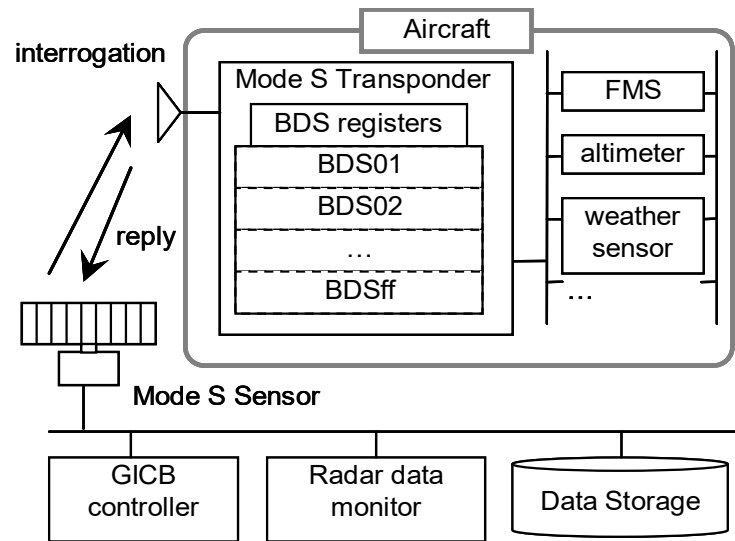 Aircraft
interrogation
Mode S Transponder
BDS registers
BDS01
BDS02
...
BDSff
FMS
altimeter
weather
sensor
...
reply
Mode S Sensor
GICB
controller
Radar data
monitor
Data Storage